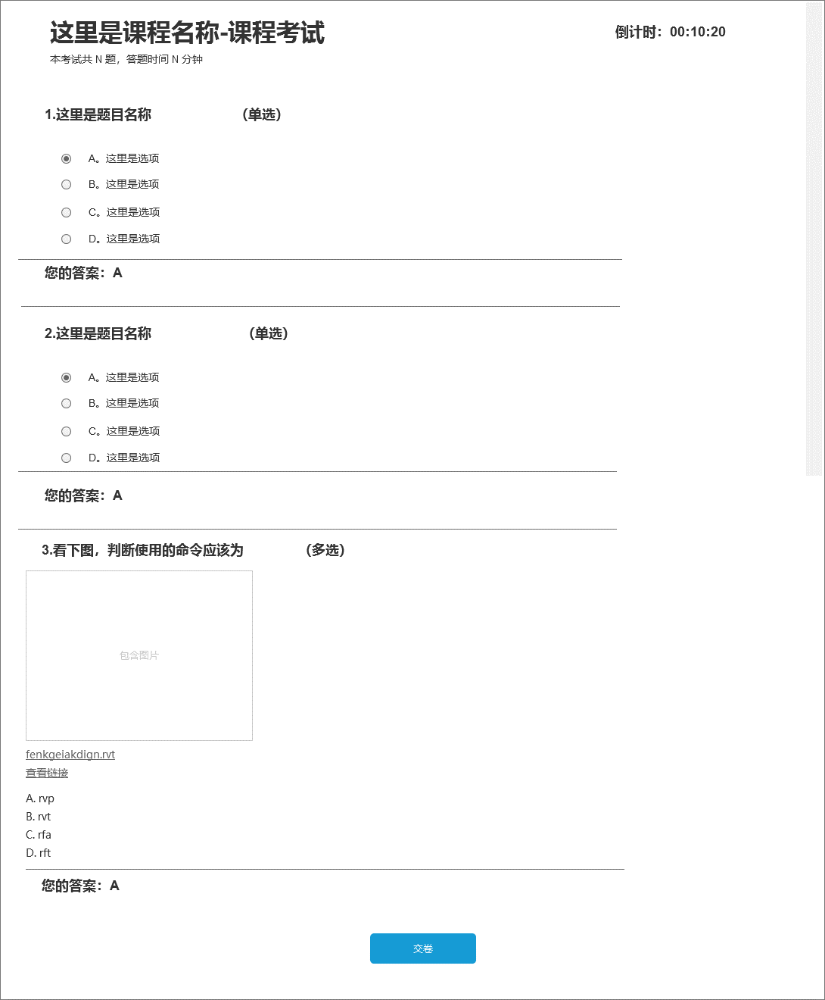 这里是课程名称-课程考试
倒计时：00:10:20
本考试共 N 题，答题时间 N 分钟
1.这里是题目名称 （单选）
A。这里是选项
B。这里是选项
C。这里是选项
D。这里是选项
您的答案：A
2.这里是题目名称 （单选）
A。这里是选项
B。这里是选项
C。这里是选项
D。这里是选项
您的答案：A
3.看下图，判断使用的命令应该为 （多选）
包含图片
fenkgeiakdign.rvt
查看链接
A. rvp
B. rvt
C. rfa
D. rft
您的答案：A
交卷